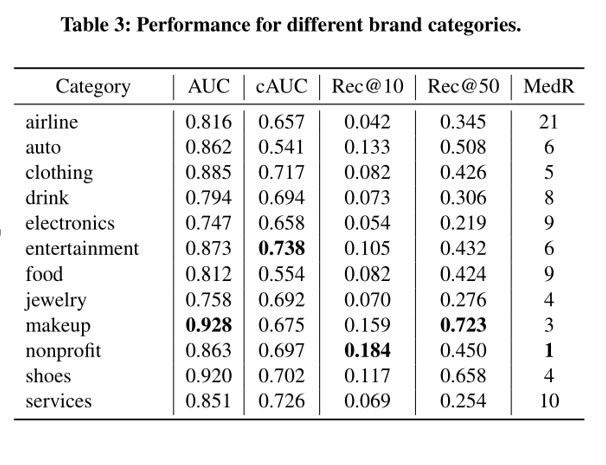 Table 3: Performance for different brand categories.
Category AUC cAUC Rec@10 Rec@50 MedR
airline 0.816 0.657 0.042 0.345 21
auto 0.862 0.541 0.133 0.508 6
clothing 0.885 0.717 0.082 0.426 5
drink 0.794 0.694 0.073 0.306 8
electronics 0.747 0.658 0.054 0.219 9
entertainment 0.873 0.738 0.105 0.432 6
food 0.812 0.554 0.082 0.424 9
jewelry 0.758 0.692 0.070 0.276 4
makeup 0.928 0.675 0.159 0.723 3
nonprofit 0.863 0.697 0.184 0.450 1
shoes 0.920 0.702 0.117 0.658 4
services 0.851 0.726 0.069 0.254 10